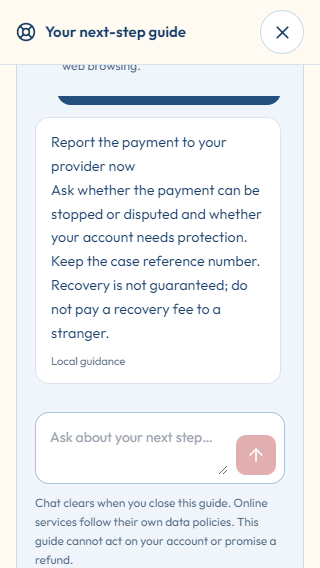 Your next-step guide
web browsing.
Report the payment to your
provider now
Ask whether the payment can be
stopped or disputed and whether
your account needs protection.
Keep the case reference number.
Recovery is not guaranteed; do
not pay a recovery fee to a
stranger.
Local guidance
Ask about your next step...
Chat clears when you close this guide. Online
services follow their own data policies. This
guide cannot act on your account or promise a
refund.